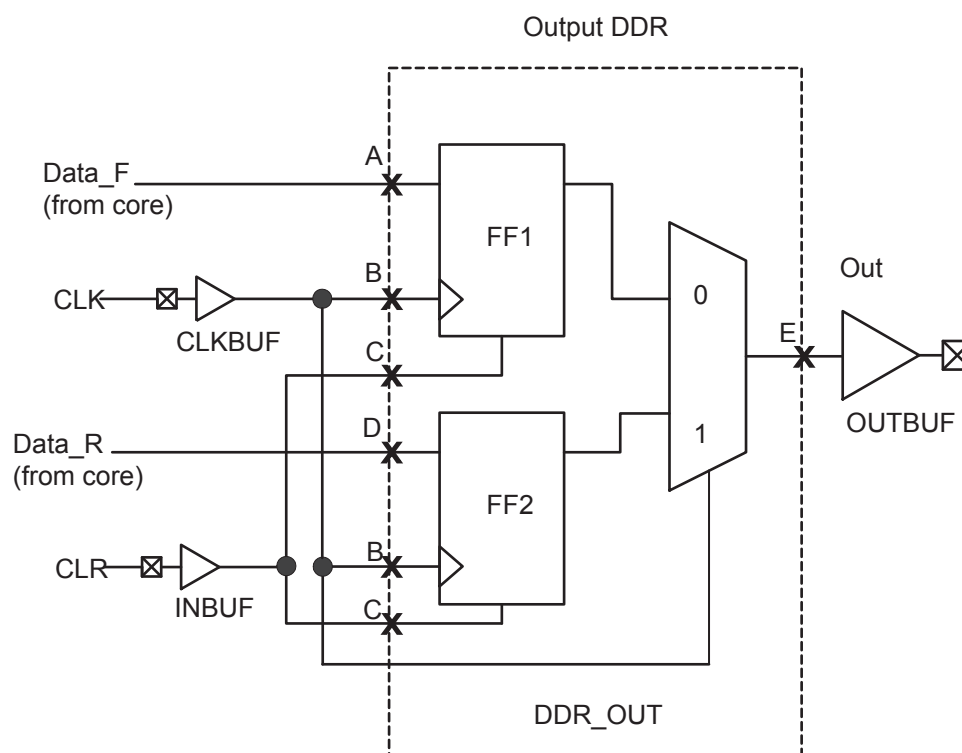 Output DDR
A
Data_F
(from core)
FF1
B
CLK
CLKBUF
0
Out
E
C
OUTBUF
D
Data_R
(from core)
1
FF2
B
CLR
INBUF
C
DDR_OUT